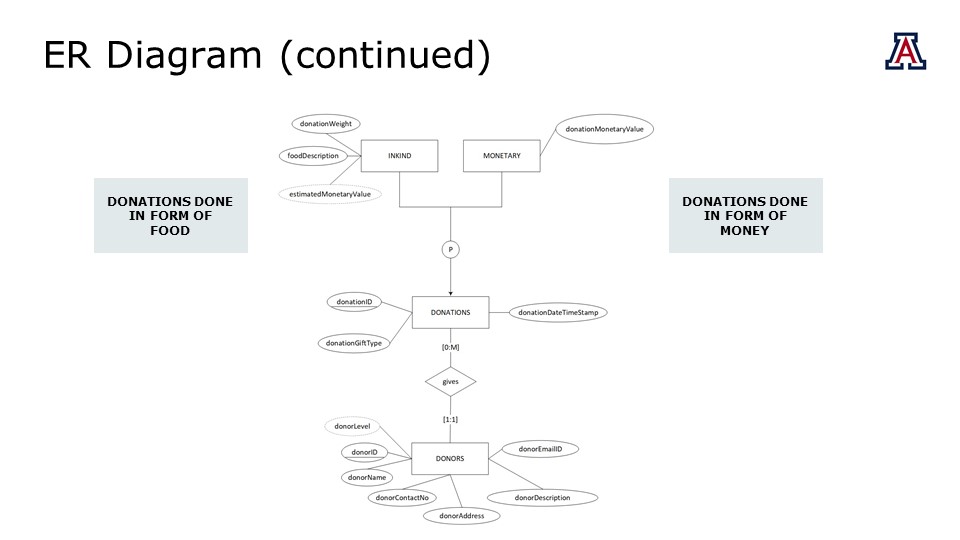 ER Diagram (continued)
A
donationWeight
donationMonetaryValue
foodDescription
INKIND
MONETARY
estimatedMonetaryValue
DONATIONS DONE
IN FORM OF
FOOD
DONATIONS DONE
IN FORM OF
MONEY
P
donationID
DONATIONS
donationDateTimeStamp
donationGiftType
[0:M]
gives
[1:1]
donorLevel
donorID
donorEmailID
DONORS
donorName
donorContactNo
donorDescription
donorAddress